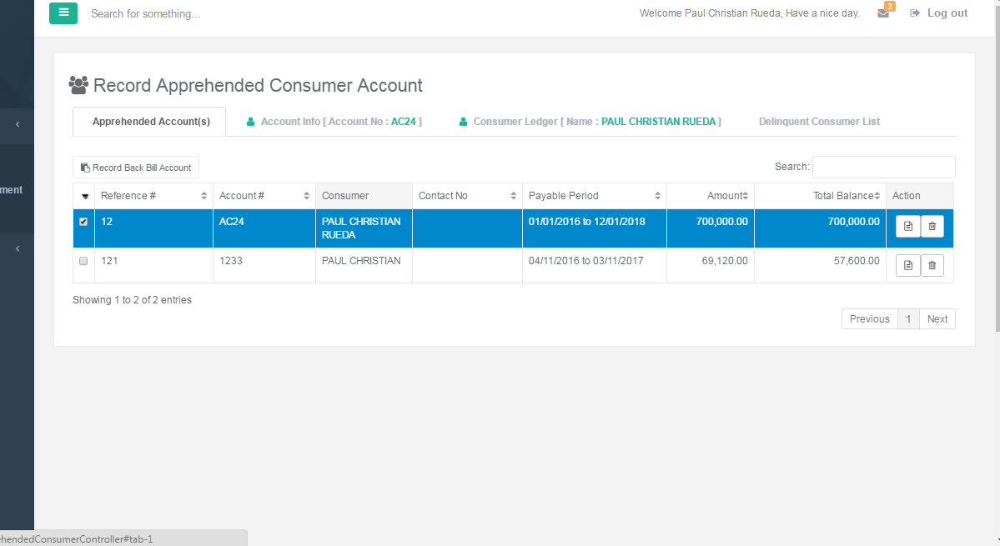 Search for something...
Welcome Paul Christian Rueda, Have a nice day.
2
Log out
Record Apprehended Consumer Account
Apprehended Account(s)
Account Info [ Account No : AC24 ]
Consumer Ledger [ Name : PAUL CHRISTIAN RUEDA ]
Delinquent Consumer List
ment
Record Back Bill Account
Search:
Reference # Account # Consumer Contact No Payable Period Amount Total Balance Action
12 AC24 PAUL CHRISTIAN 01/01/2016 to 12/01/2018 700,000.00 700,000.00
RUEDA
121 1233 PAUL CHRISTIAN 04/11/2016 to 03/11/2017 69,120.00 57,600.00
Showing 1 to 2 of 2 entries
Previous 1 Next
hendedConsumerController#tab-1